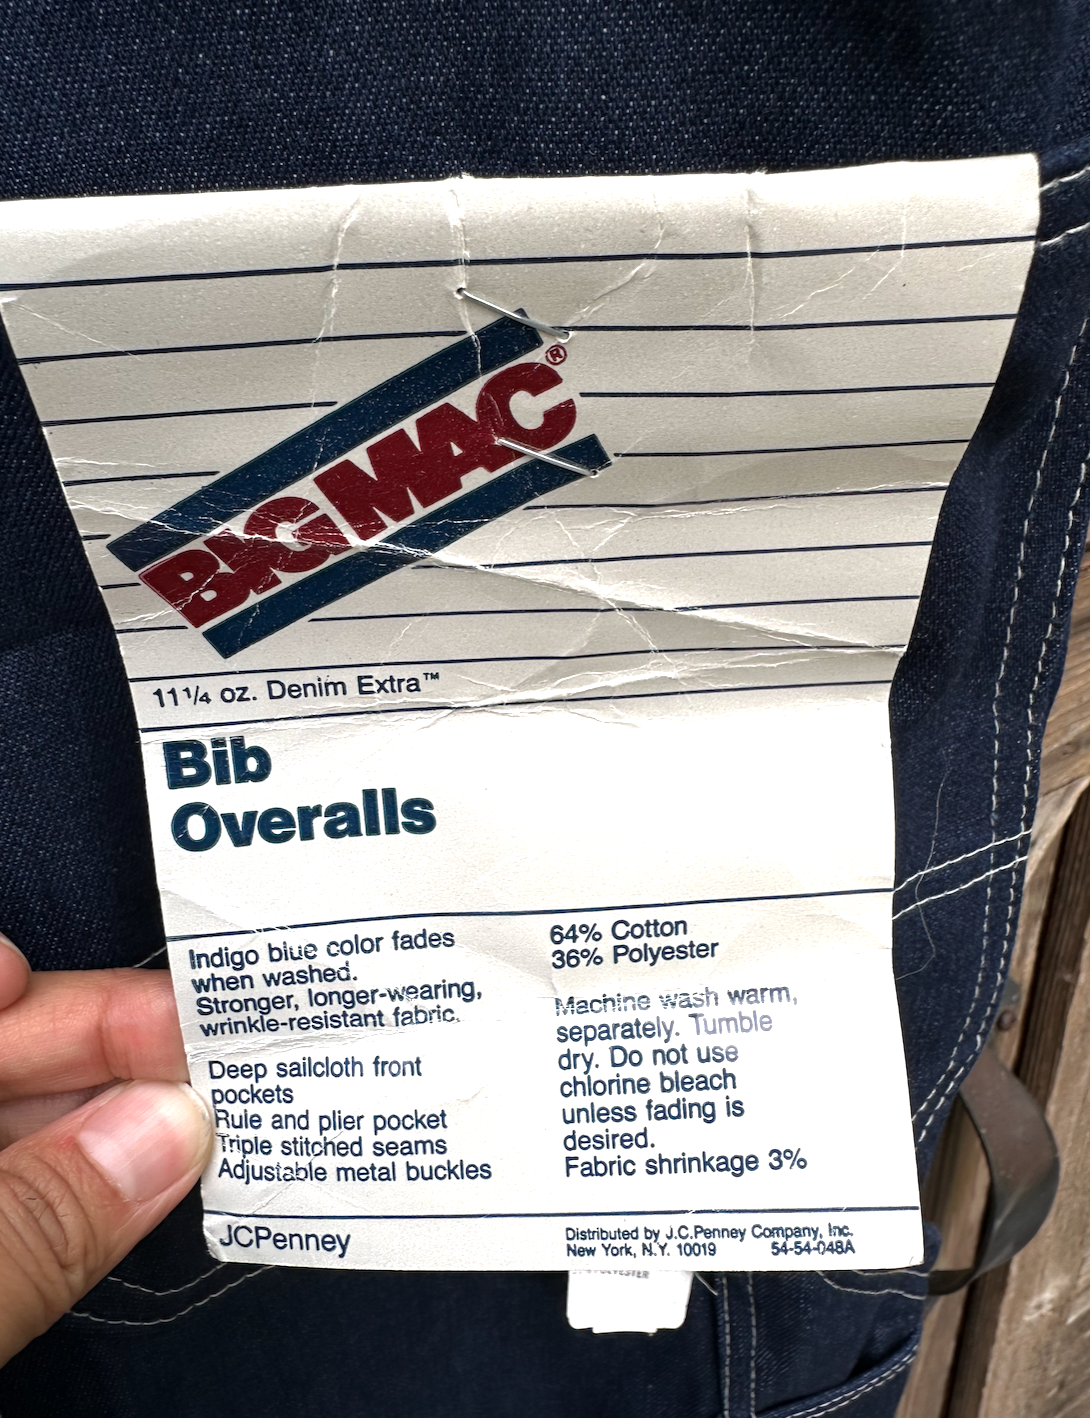 BIG MAC®
11 1/4 oz. Denim Extra™
Bib
Overalls
Indigo blue color fades
when washed.
Stronger, longer-wearing,
wrinkle-resistant fabric.
Deep sailcloth front
pockets
Rule and plier pocket
Triple stitched seams
Adjustable metal buckles
64% Cotton
36% Polyester
Machine wash warm,
separately. Tumble
dry. Do not use
chlorine bleach
unless fading is
desired.
Fabric shrinkage 3%
JCPenney
Distributed by J.C.Penney Company, Inc.
New York, N.Y. 10019 54-54-048A
POLYESTER